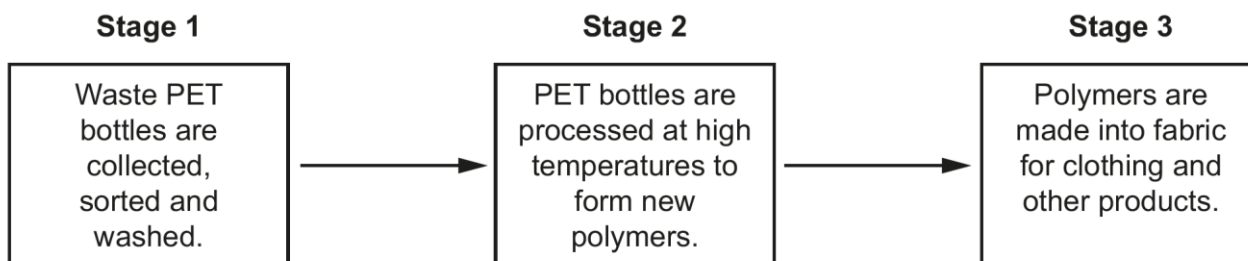 Stage 1
Waste PET
bottles are
collected,
sorted and
washed.
Stage 2
PET bottles are
processed at high
temperatures to
form new
polymers.
Stage 3
Polymers are
made into fabric
for clothing and
other products.